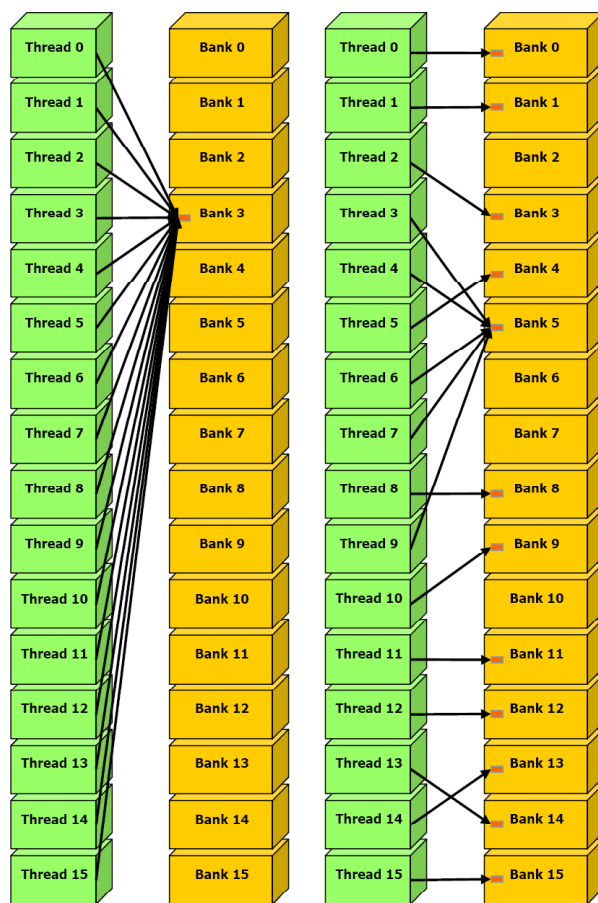 Thread 0 Bank 0 Thread 0 Bank 0
Thread 1 Bank 1 Thread 1 Bank 1
Thread 2 Bank 2 Thread 2 Bank 2
Thread 3 Bank 3 Thread 3 Bank 3
Thread 4 Bank 4 Thread 4 Bank 4
Thread 5 Bank 5 Thread 5 Bank 5
Thread 6 Bank 6 Thread 6 Bank 6
Thread 7 Bank 7 Thread 7 Bank 7
Thread 8 Bank 8 Thread 8 Bank 8
Thread 9 Bank 9 Thread 9 Bank 9
Thread 10 Bank 10 Thread 10 Bank 10
Thread 11 Bank 11 Thread 11 Bank 11
Thread 12 Bank 12 Thread 12 Bank 12
Thread 13 Bank 13 Thread 13 Bank 13
Thread 14 Bank 14 Thread 14 Bank 14
Thread 15 Bank 15 Thread 15 Bank 15